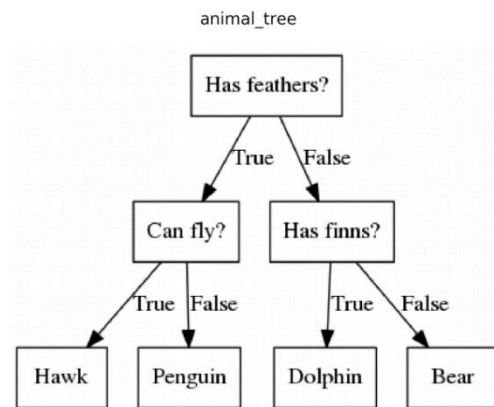 animal_tree
Has feathers?
True
False
Can fly?
Has finns?
True
False
True
False
Hawk
Penguin
Dolphin
Bear